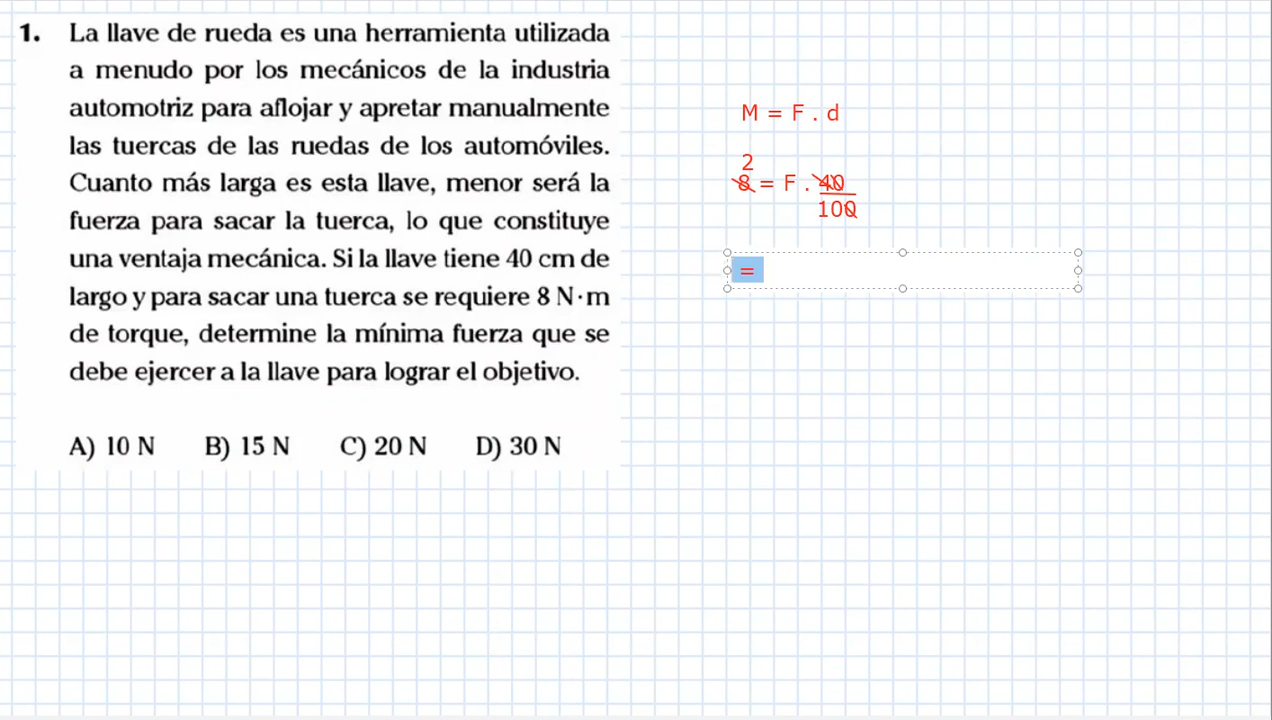 1. La llave de rueda es una herramienta utilizada
a menudo por los mecánicos de la industria
automotriz para aflojar y apretar manualmente
las tuercas de las ruedas de los automóviles.
Cuanto más larga es esta llave, menor será la
fuerza para sacar la tuerca, lo que constituye
una ventaja mecánica. Si la llave tiene 40 cm de
largo y para sacar una tuerca se requiere 8 N·m
de torque, determine la mínima fuerza que se
debe ejercer a la llave para lograr el objetivo.
A) 10 N B) 15 N C) 20 N D) 30 N
M = F . d
2
8 = F . 40
100
=